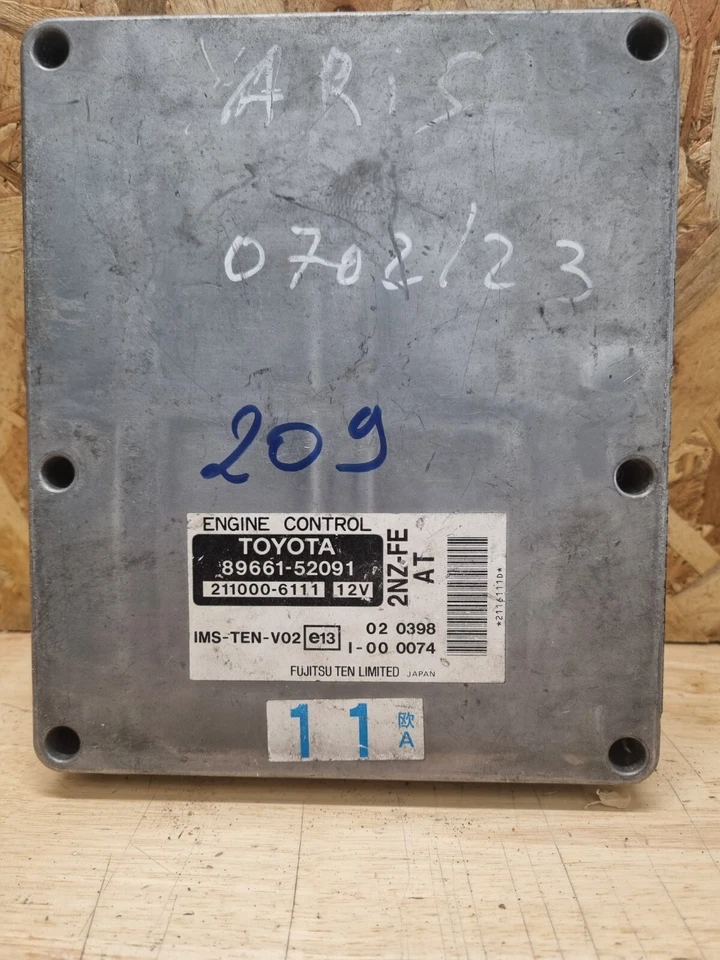 YARiS
0702/23
209
ENGINE CONTROL
TOYOTA
89661-52091
211000-6111 12V
2NZ-FE
AT
*2116111D*
IMS-TEN-V02 e13 02 0398
I-00 0074
FUJITSU TEN LIMITED JAPAN
11 欧A